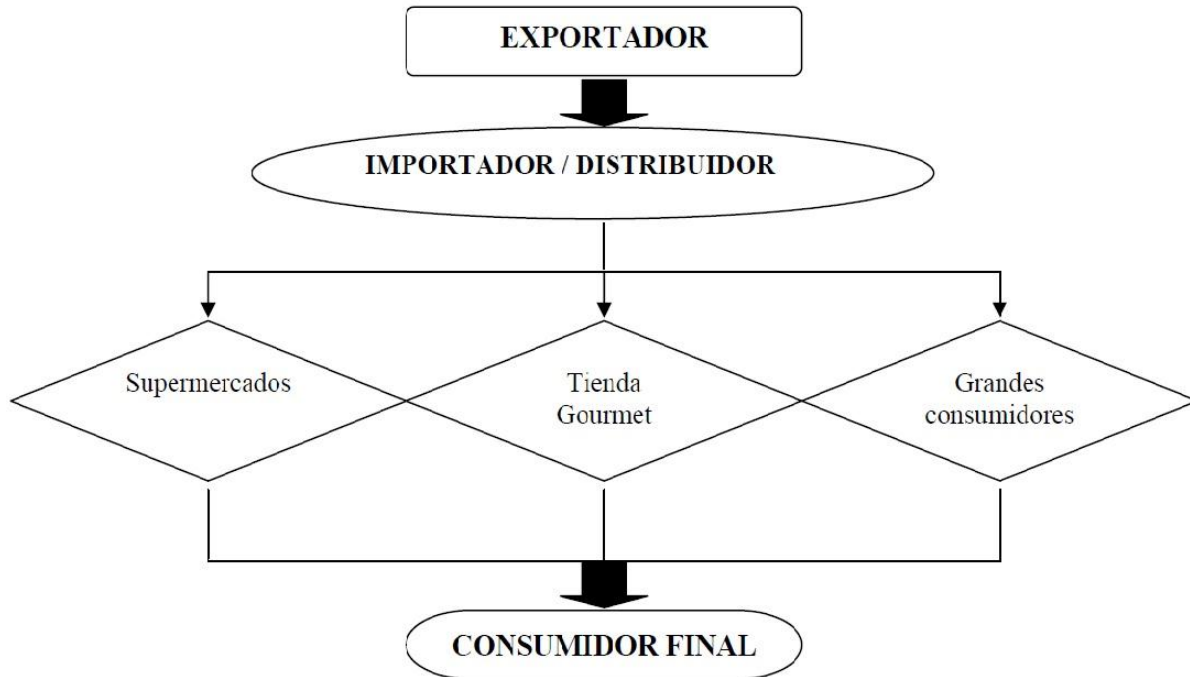 EXPORTADOR
IMPORTADOR / DISTRIBUIDOR
Supermercados
Tienda
Gourmet
Grandes
consumidores
CONSUMIDOR FINAL